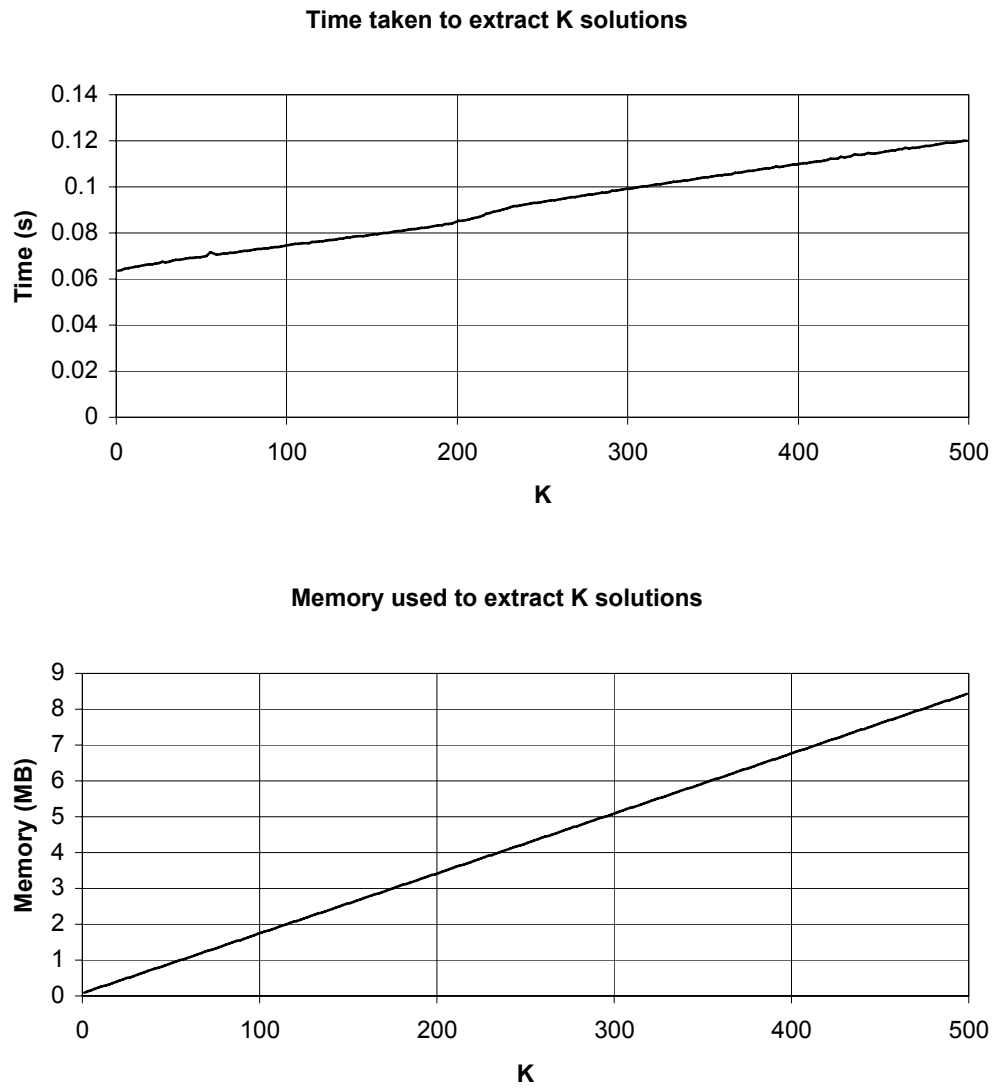 Time taken to extract K solutions
0.14
0.12
0.1
0.08
0.06
0.04
0.02
0
Time (s)
0 100 200 300 400 500
K
Memory used to extract K solutions
9
8
7
6
5
4
3
2
1
0
Memory (MB)
0 100 200 300 400 500
K